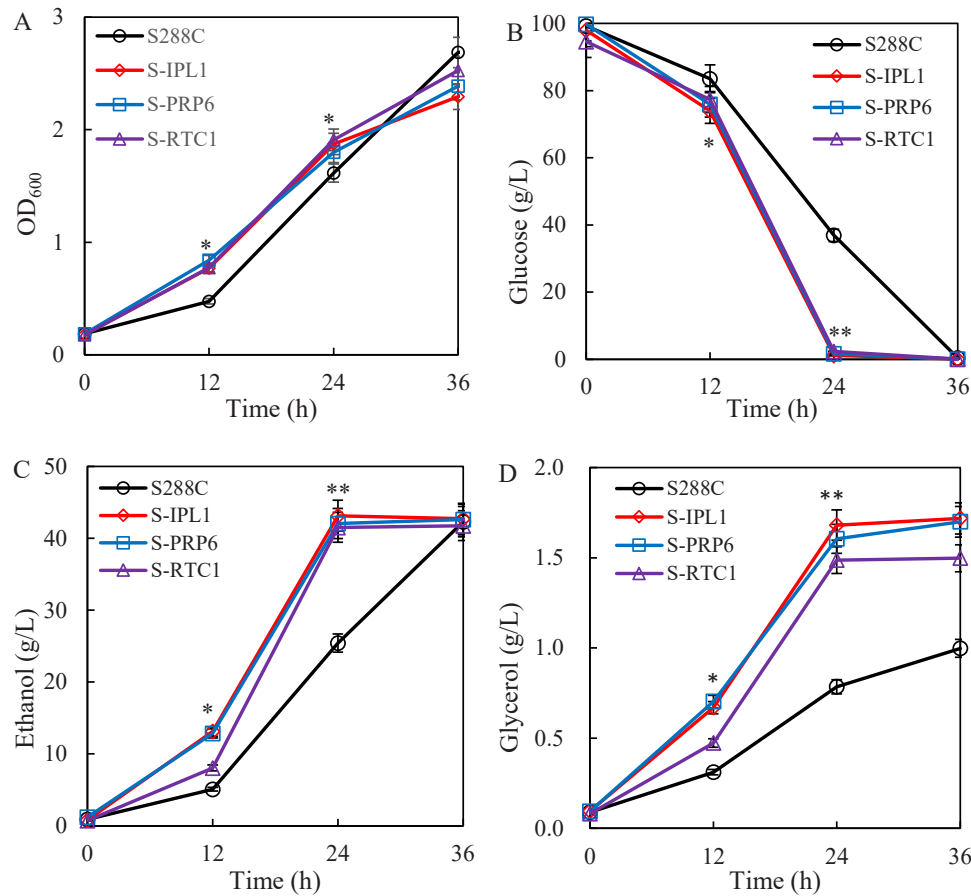 A
3
2
1
0
OD600
S288C
S-IPL1
S-PRP6
S-RTC1
*
*
0 12 24 36
Time (h)
B
100
80
60
40
20
0
Glucose (g/L)
S288C
S-IPL1
S-PRP6
S-RTC1
*
**
0 12 24 36
Time (h)
C
50
40
30
20
10
0
Ethanol (g/L)
S288C
S-IPL1
S-PRP6
S-RTC1
*
**
0 12 24 36
Time (h)
D
2.0
1.5
1.0
0.5
0.0
Glycerol (g/L)
S288C
S-IPL1
S-PRP6
S-RTC1
*
**
0 12 24 36
Time (h)